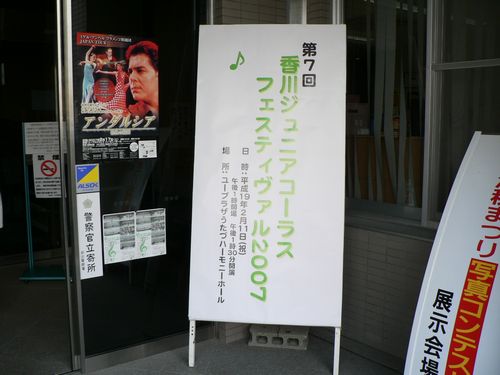 第7回
香川ジュニアコーラス
フェスティヴァル2007
日 時:平成19年2月11日(祝)
午後1時開場 午後1時30分開演
場 所:ユープラザうたづハーモニーホール
JAPAN TOUR
アンダルシア
ALSOK
警察官立寄所
まつり写真コンテスト
展示会場